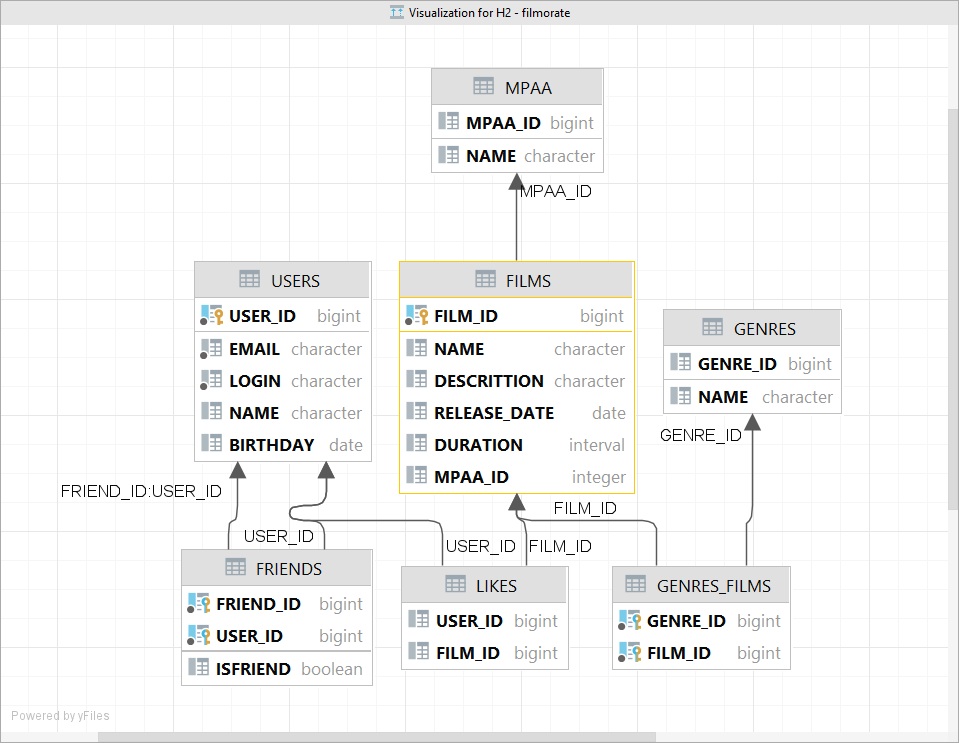 Visualization for H2 - filmorate
MPAA
MPAA_ID bigint
NAME character
MPAA_ID
USERS
USER_ID bigint
EMAIL character
LOGIN character
NAME character
BIRTHDAY date
FILMS
FILM_ID bigint
NAME character
DESCRITTION character
RELEASE_DATE date
DURATION interval
MPAA_ID integer
GENRES
GENRE_ID bigint
NAME character
GENRE_ID
FRIEND_ID:USER_ID
USER_ID
USER_ID
FILM_ID
FILM_ID
FRIENDS
FRIEND_ID bigint
USER_ID bigint
ISFRIEND boolean
LIKES
USER_ID bigint
FILM_ID bigint
GENRES_FILMS
GENRE_ID bigint
FILM_ID bigint
Powered by yFiles